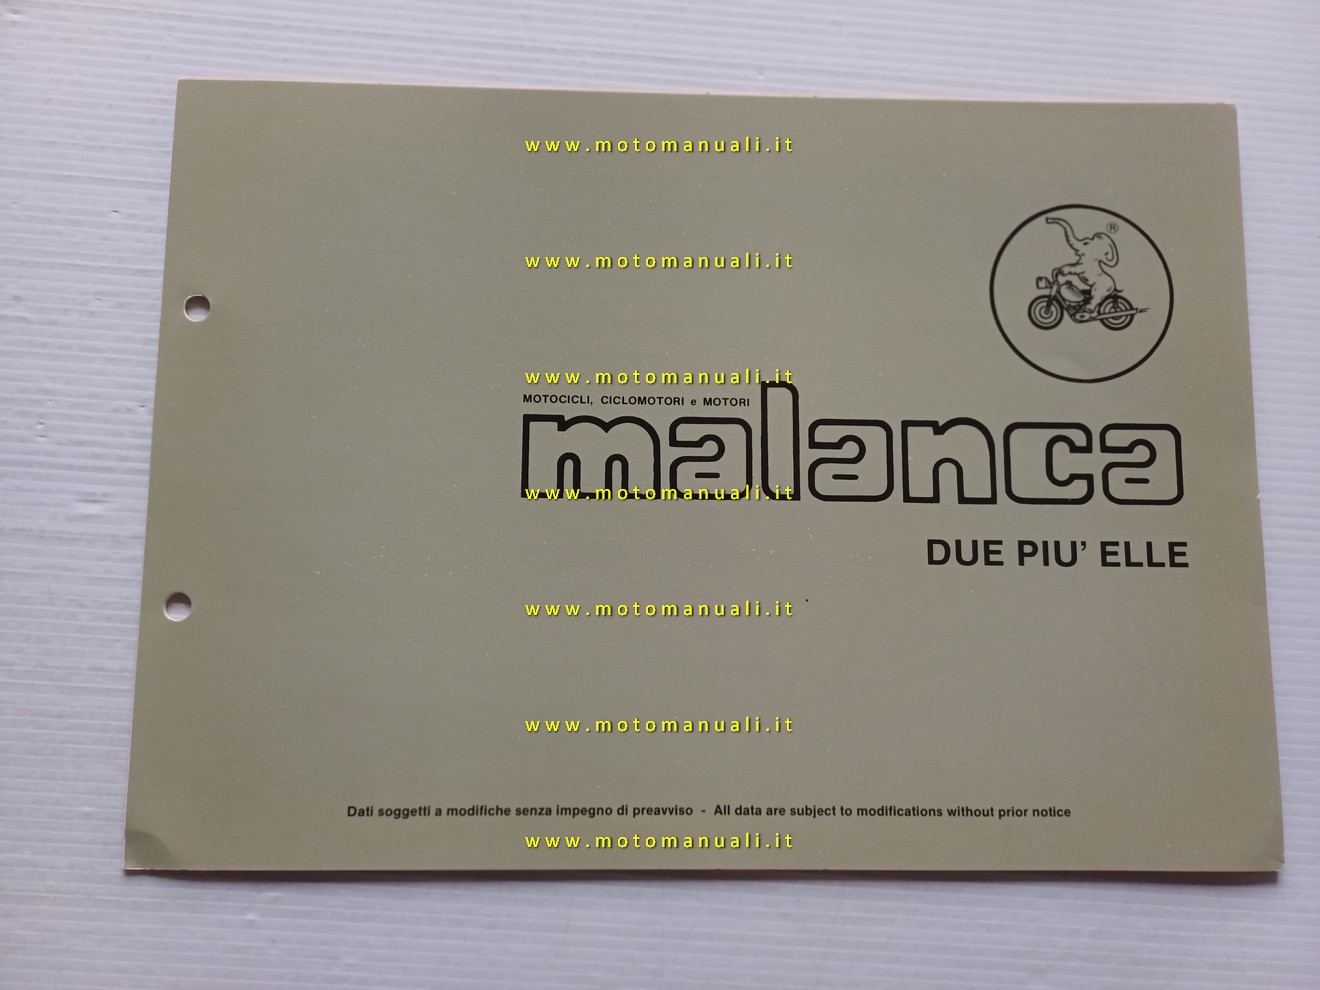 www.motomanuali.it
®
www.motomanuali.it
www.motomanuali.it
MOTOCICLI, CICLOMOTORI e MOTORI
malanca
www.motomanuali.it
DUE PIU' ELLE
www.motomanuali.it
www.motomanuali.it
Dati soggetti a modifiche senza impegno di preavviso - All data are subject to modifications without prior notice
www.motomanuali.it